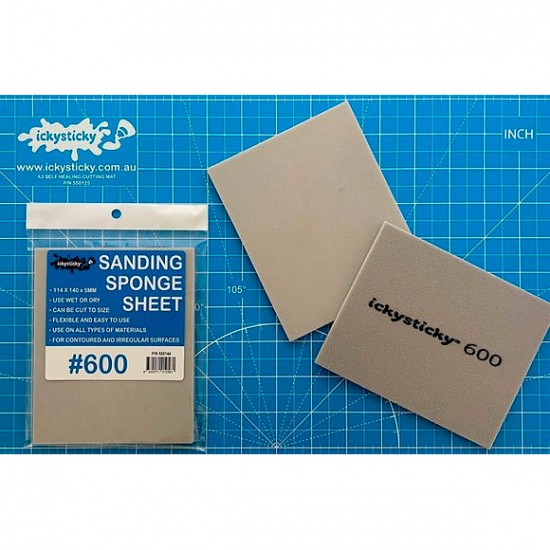 ickysticky
www.ickysticky.com.au
A3 SELF HEALING CUTTING MAT
P/N 550125
INCH
105°
ickysticky
SANDING
SPONGE
SHEET
• 114 X 140 x 5MM
• USE WET OR DRY
• CAN BE CUT TO SIZE
• FLEXIBLE AND EASY TO USE
• USE ON ALL TYPES OF MATERIALS
• FOR CONTOURED AND IRREGULAR SURFACES
#600
ickysticky® 600